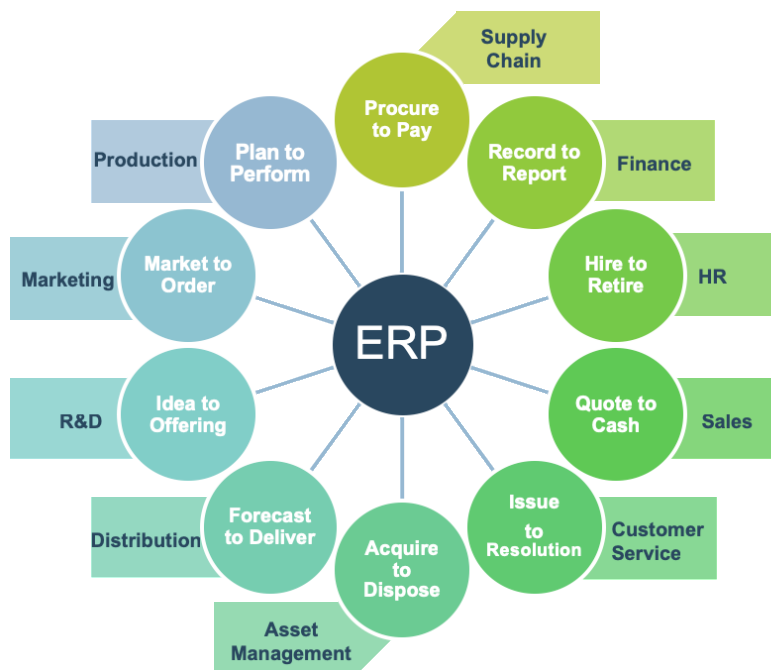 Supply
Chain
Procure
to Pay
Record to
Report
Finance
Hire to
Retire
HR
Quote to
Cash
Sales
Issue
to
Resolution
Customer
Service
Acquire
to
Dispose
Asset
Management
Forecast
to Deliver
Distribution
Idea to
Offering
R&D
Market to
Order
Marketing
Plan to
Perform
Production
ERP